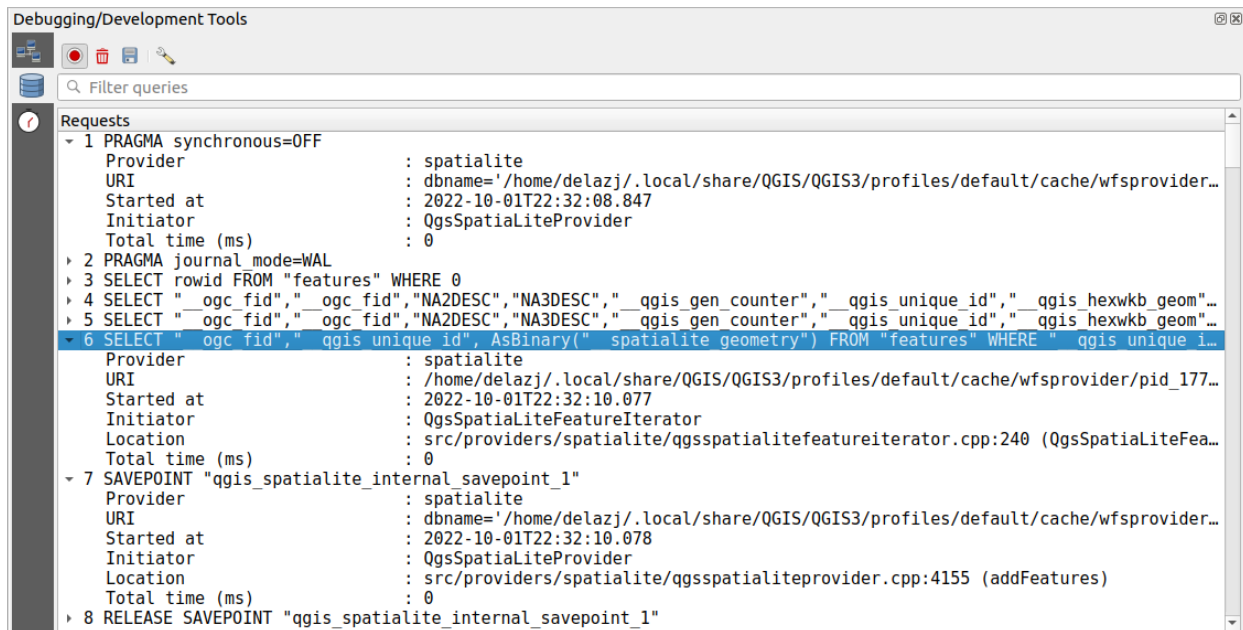 Debugging/Development Tools
Filter queries
Requests
1 PRAGMA synchronous=OFF
Provider : spatialite
URI : dbname='/home/delazj/.local/share/QGIS/QGIS3/profiles/default/cache/wfsprovider…
Started at : 2022-10-01T22:32:08.847
Initiator : QgsSpatiaLiteProvider
Total time (ms) : 0
2 PRAGMA journal_mode=WAL
3 SELECT rowid FROM "features" WHERE 0
4 SELECT "__ogc_fid","__ogc_fid","NA2DESC","NA3DESC","__qgis_gen_counter","__qgis_unique_id","__qgis_hexwkb_geom"…
5 SELECT "__ogc_fid","__ogc_fid","NA2DESC","NA3DESC","__qgis_gen_counter","__qgis_unique_id","__qgis_hexwkb_geom"…
6 SELECT "__ogc_fid","__qgis_unique_id", AsBinary("__spatialite_geometry") FROM "features" WHERE "__qgis_unique_i…
Provider : spatialite
URI : /home/delazj/.local/share/QGIS/QGIS3/profiles/default/cache/wfsprovider/pid_177…
Started at : 2022-10-01T22:32:10.077
Initiator : QgsSpatiaLiteFeatureIterator
Location : src/providers/spatialite/qgsspatialitefeatureiterator.cpp:240 (QgsSpatiaLiteFea…
Total time (ms) : 0
7 SAVEPOINT "qgis_spatialite_internal_savepoint_1"
Provider : spatialite
URI : dbname='/home/delazj/.local/share/QGIS/QGIS3/profiles/default/cache/wfsprovider…
Started at : 2022-10-01T22:32:10.078
Initiator : QgsSpatiaLiteProvider
Location : src/providers/spatialite/qgsspatialiteprovider.cpp:4155 (addFeatures)
Total time (ms) : 0
8 RELEASE SAVEPOINT "qgis_spatialite_internal_savepoint_1"